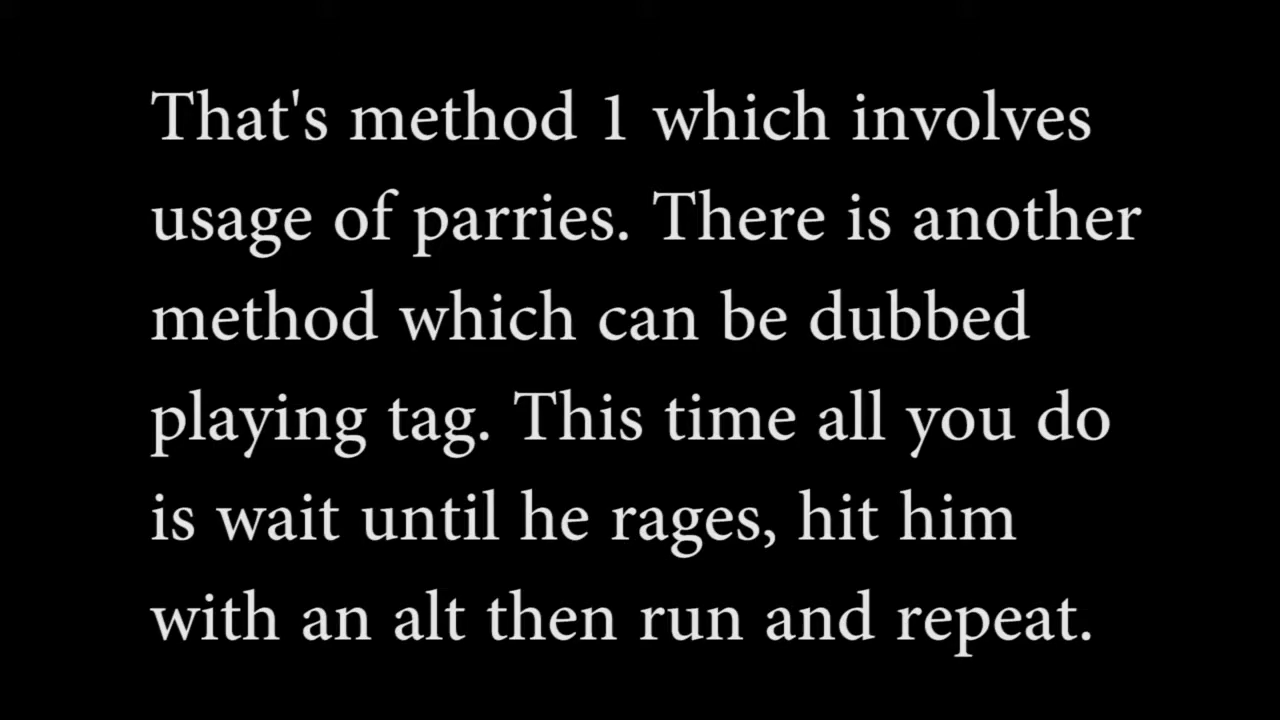 That's method 1 which involves
usage of parries. There is another
method which can be dubbed
playing tag. This time all you do
is wait until he rages, hit him
with an alt then run and repeat.